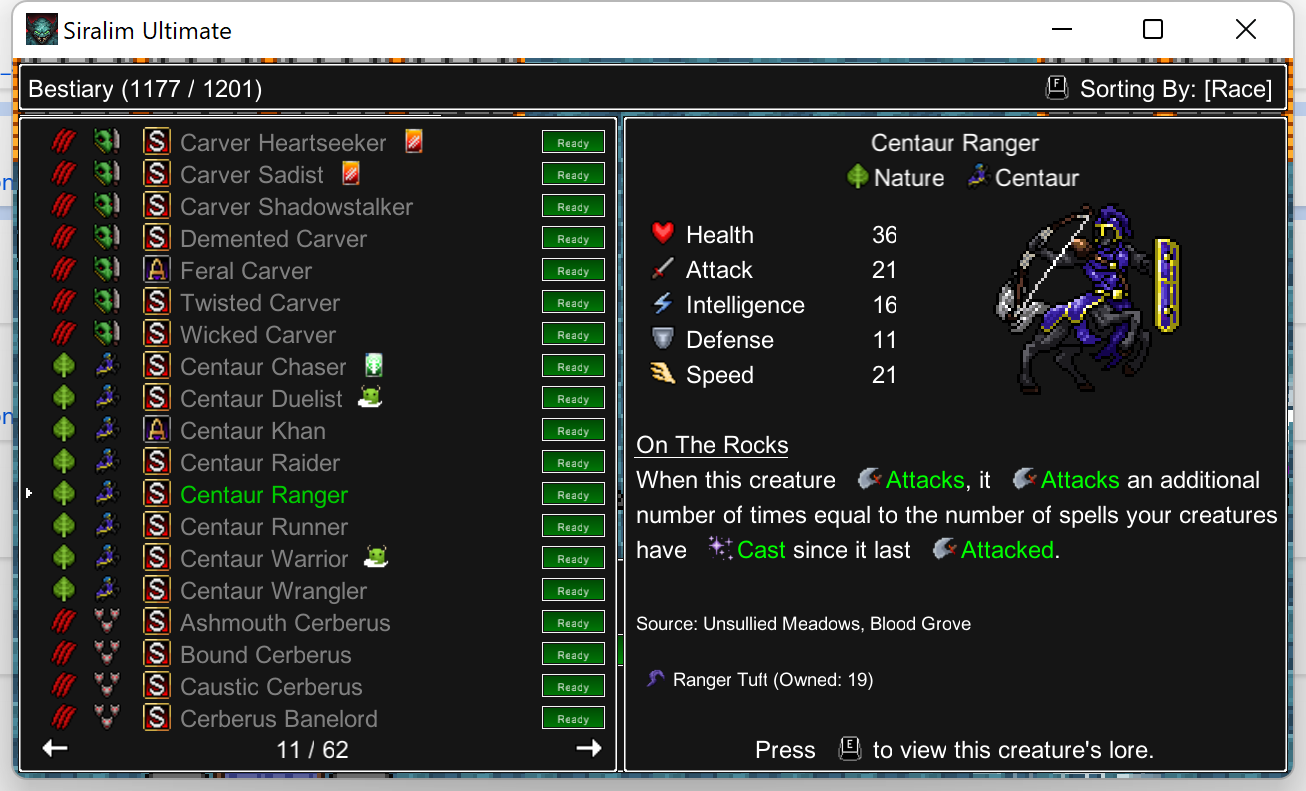 Siralim Ultimate
Bestiary (1177 / 1201)
F Sorting By: [Race]
S Carver Heartseeker Ready
S Carver Sadist Ready
S Carver Shadowstalker Ready
S Demented Carver Ready
A Feral Carver Ready
S Twisted Carver Ready
S Wicked Carver Ready
S Centaur Chaser Ready
S Centaur Duelist Ready
A Centaur Khan Ready
S Centaur Raider Ready
S Centaur Ranger Ready
S Centaur Runner Ready
S Centaur Warrior Ready
S Centaur Wrangler Ready
S Ashmouth Cerberus Ready
S Bound Cerberus Ready
S Caustic Cerberus Ready
S Cerberus Banelord Ready
11 / 62
Centaur Ranger
Nature Centaur
Health 36
Attack 21
Intelligence 16
Defense 11
Speed 21
On The Rocks
When this creature Attacks, it Attacks an additional
number of times equal to the number of spells your creatures
have Cast since it last Attacked.
Source: Unsullied Meadows, Blood Grove
Ranger Tuft (Owned: 19)
Press E to view this creature's lore.